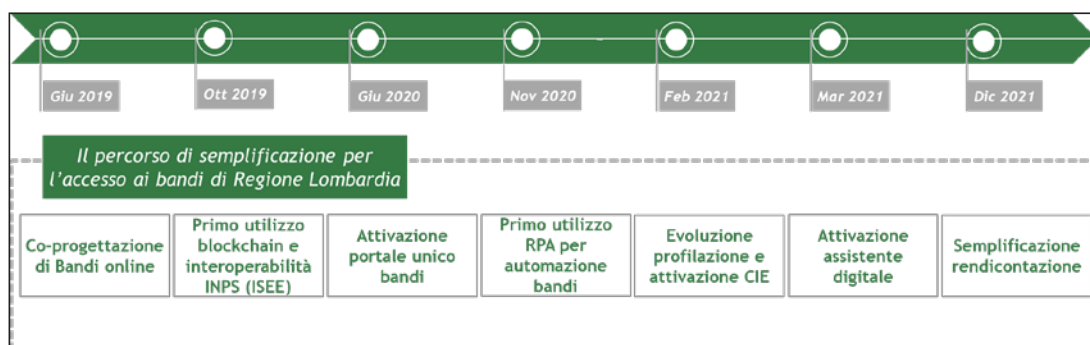 Giu 2019
Ott 2019
Giu 2020
Nov 2020
Feb 2021
Mar 2021
Dic 2021
Il percorso di semplificazione per
l'accesso ai bandi di Regione Lombardia
Co-progettazione
di Bandi online
Primo utilizzo
blockchain e
interoperabilità
INPS (ISEE)
Attivazione
portale unico
bandi
Primo utilizzo
RPA per
automazione
bandi
Evoluzione
profilazione e
attivazione CIE
Attivazione
assistente
digitale
Semplificazione
rendicontazione